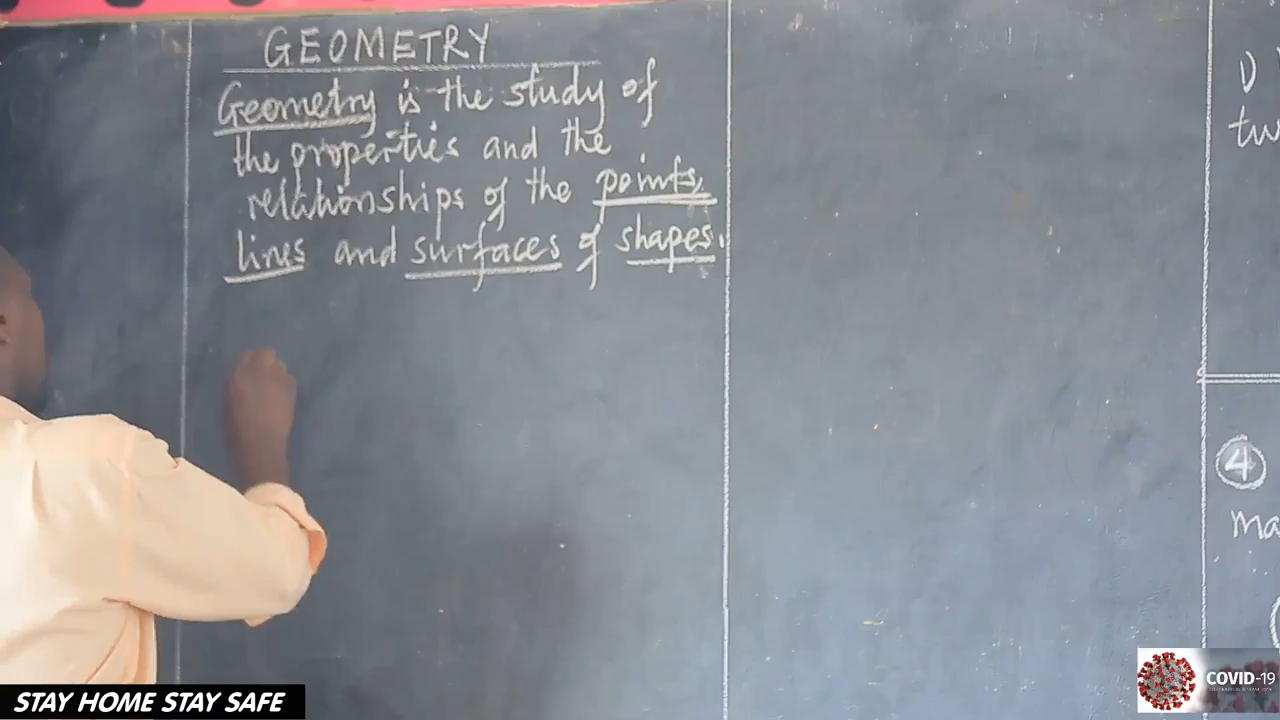 GEOMETRY
Geometry is the study of
the properties and the
relationships of the points,
lines and surfaces of shapes.
4
STAY HOME STAY SAFE
COVID-19